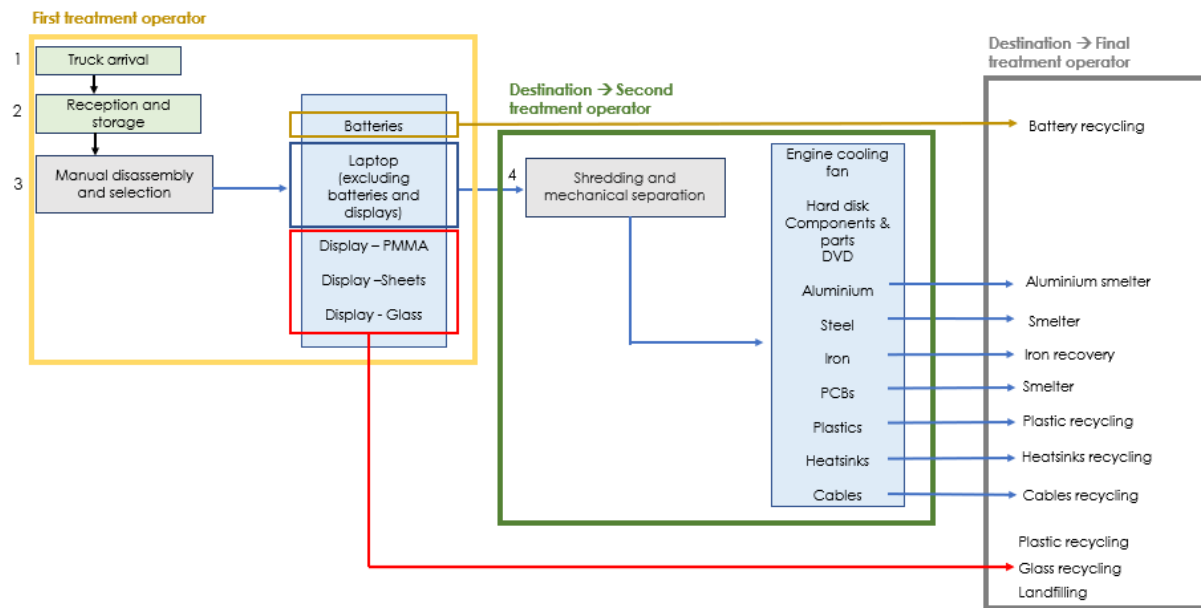 First treatment operator
1
Truck arrival
2
Reception and
storage
3
Manual disassembly
and selection
Batteries
Laptop
(excluding
batteries and
displays)
Display – PMMA
Display –Sheets
Display - Glass
Destination → Second
treatment operator
4
Shredding and
mechanical separation
Engine cooling
fan
Hard disk
Components &
parts
DVD
Aluminium
Steel
Iron
PCBs
Plastics
Heatsinks
Cables
Destination → Final
treatment operator
Battery recycling
Aluminium smelter
Smelter
Iron recovery
Smelter
Plastic recycling
Heatsinks recycling
Cables recycling
Plastic recycling
Glass recycling
Landfilling